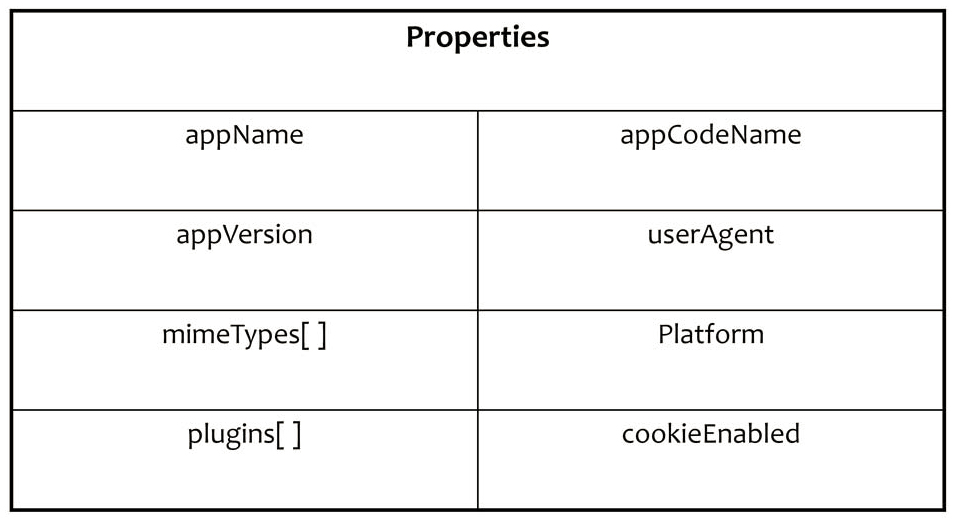 Properties
appName
appCodeName
appVersion
userAgent
mimeTypes[ ]
Platform
plugins[ ]
cookieEnabled